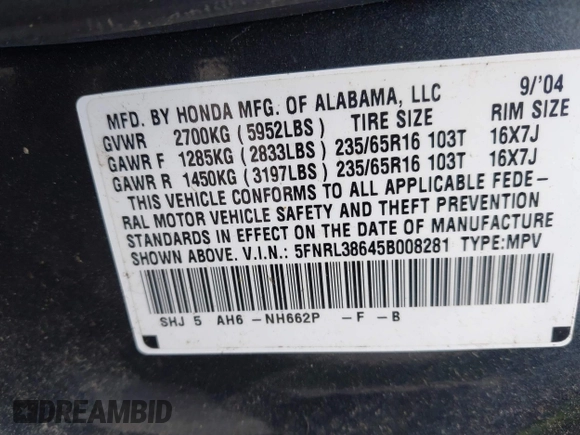 MFD. BY HONDA MFG. OF ALABAMA, LLC 9/'04
GVWR 2700KG (5952LBS) TIRE SIZE RIM SIZE
GAWR F 1285KG (2833LBS) 235/65R16 103T 16X7J
GAWR R 1450KG (3197LBS) 235/65R16 103T 16X7J
THIS VEHICLE CONFORMS TO ALL APPLICABLE FEDE-
RAL MOTOR VEHICLE SAFETY AND THEFT PREVENTION
STANDARDS IN EFFECT ON THE DATE OF MANUFACTURE
SHOWN ABOVE. V.I.N.: 5FNRL38645B008281 TYPE:MPV
SHJ 5 AH6 -NH662P -F -B
DREAMBID